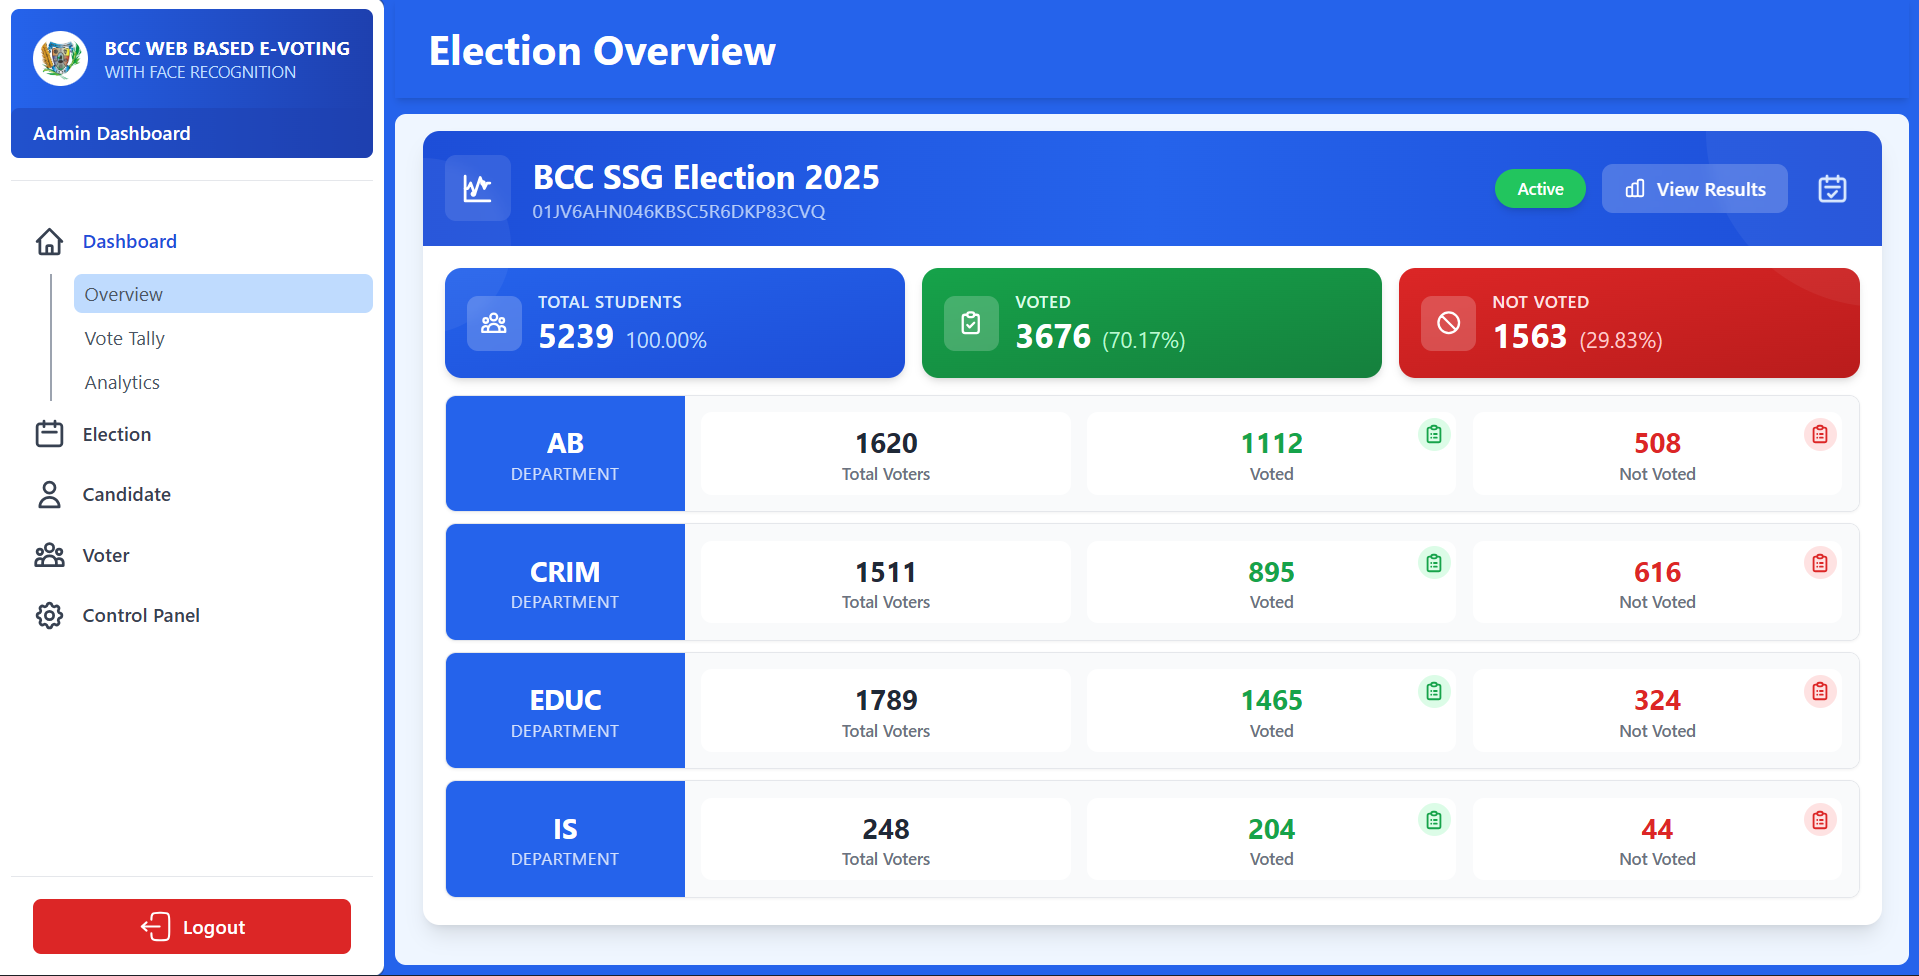 BCC WEB BASED E-VOTING
WITH FACE RECOGNITION
Admin Dashboard
Dashboard
Overview
Vote Tally
Analytics
Election
Candidate
Voter
Control Panel
Logout
Election Overview
BCC SSG Election 2025
01JV6AHN046KBSC5R6DKP83CVQ
Active
View Results
TOTAL STUDENTS
5239 100.00%
VOTED
3676 (70.17%)
NOT VOTED
1563 (29.83%)
AB
DEPARTMENT
1620
Total Voters
1112
Voted
508
Not Voted
CRIM
DEPARTMENT
1511
Total Voters
895
Voted
616
Not Voted
EDUC
DEPARTMENT
1789
Total Voters
1465
Voted
324
Not Voted
IS
DEPARTMENT
248
Total Voters
204
Voted
44
Not Voted